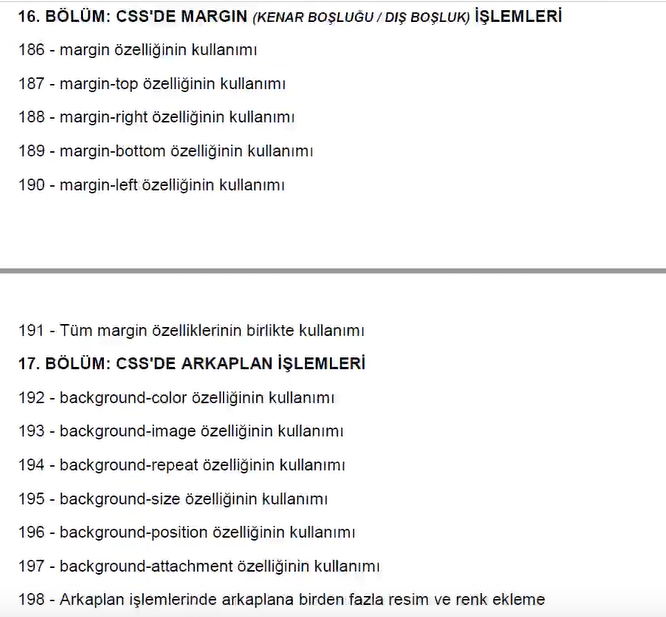 16. BÖLÜM: CSS'DE MARGIN (KENAR BOŞLUĞU / DIŞ BOŞLUK) İŞLEMLERİ
186 - margin özelliğinin kullanımı
187 - margin-top özelliğinin kullanımı
188 - margin-right özelliğinin kullanımı
189 - margin-bottom özelliğinin kullanımı
190 - margin-left özelliğinin kullanımı
191 - Tüm margin özelliklerinin birlikte kullanımı
17. BÖLÜM: CSS'DE ARKAPLAN İŞLEMLERİ
192 - background-color özelliğinin kullanımı
193 - background-image özelliğinin kullanımı
194 - background-repeat özelliğinin kullanımı
195 - background-size özelliğinin kullanımı
196 - background-position özelliğinin kullanımı
197 - background-attachment özelliğinin kullanımı
198 - Arkaplan işlemlerinde arkaplana birden fazla resim ve renk ekleme